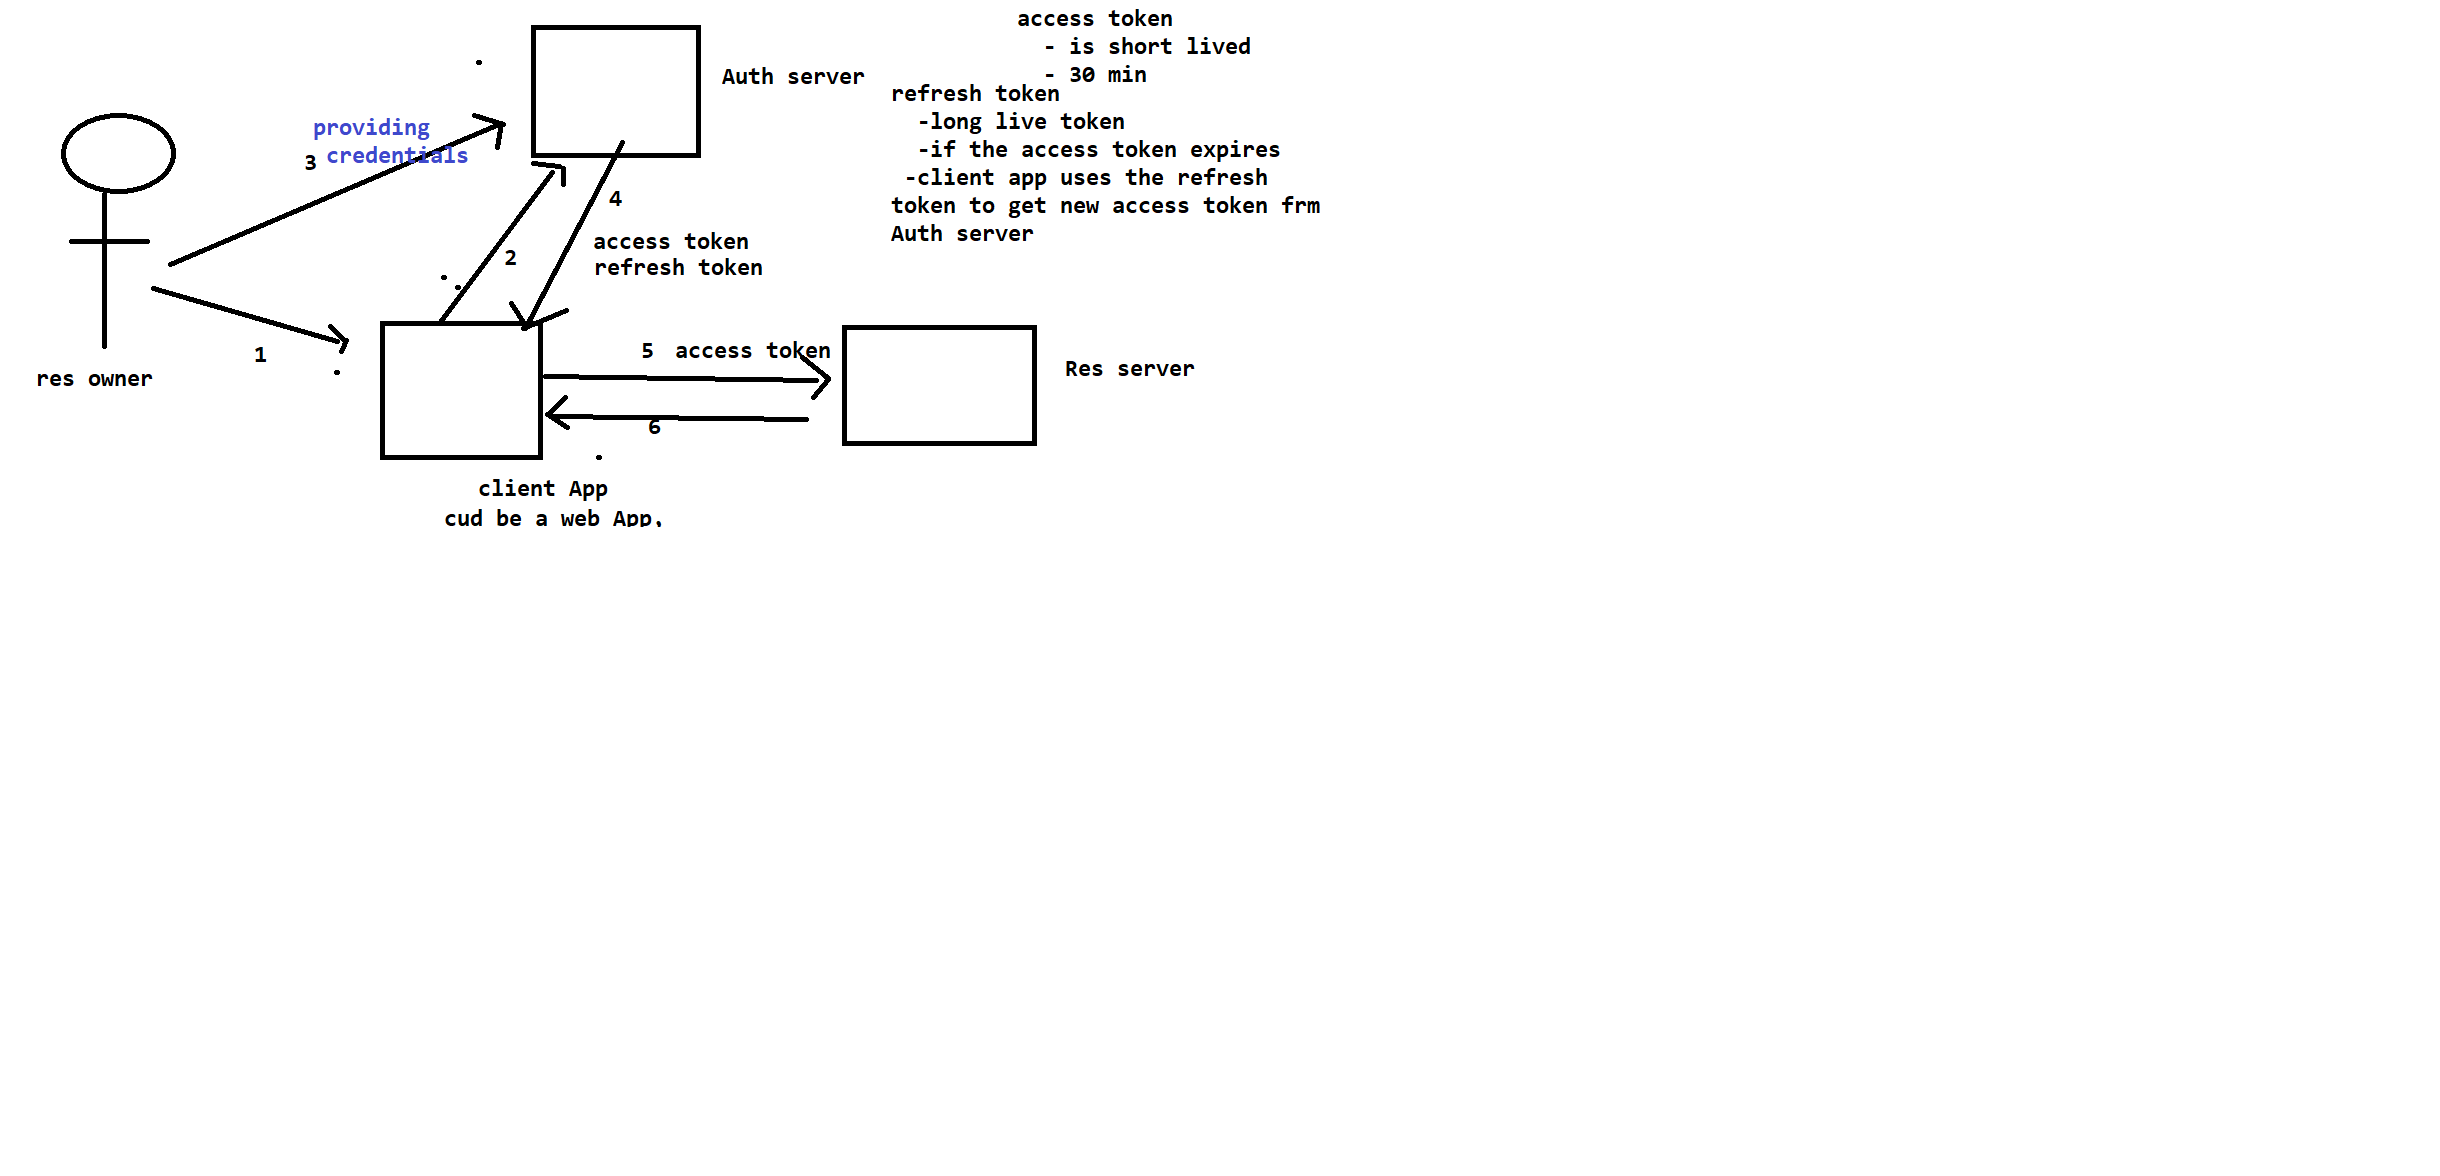 access token
- is short lived
- 30 min
Auth server
refresh token
-long live token
-if the access token expires
-client app uses the refresh
token to get new access token frm
Auth server
providing
credentials
3
4
access token
refresh token
2
1
res owner
5 access token
6
Res server
client App
cud be a web App,